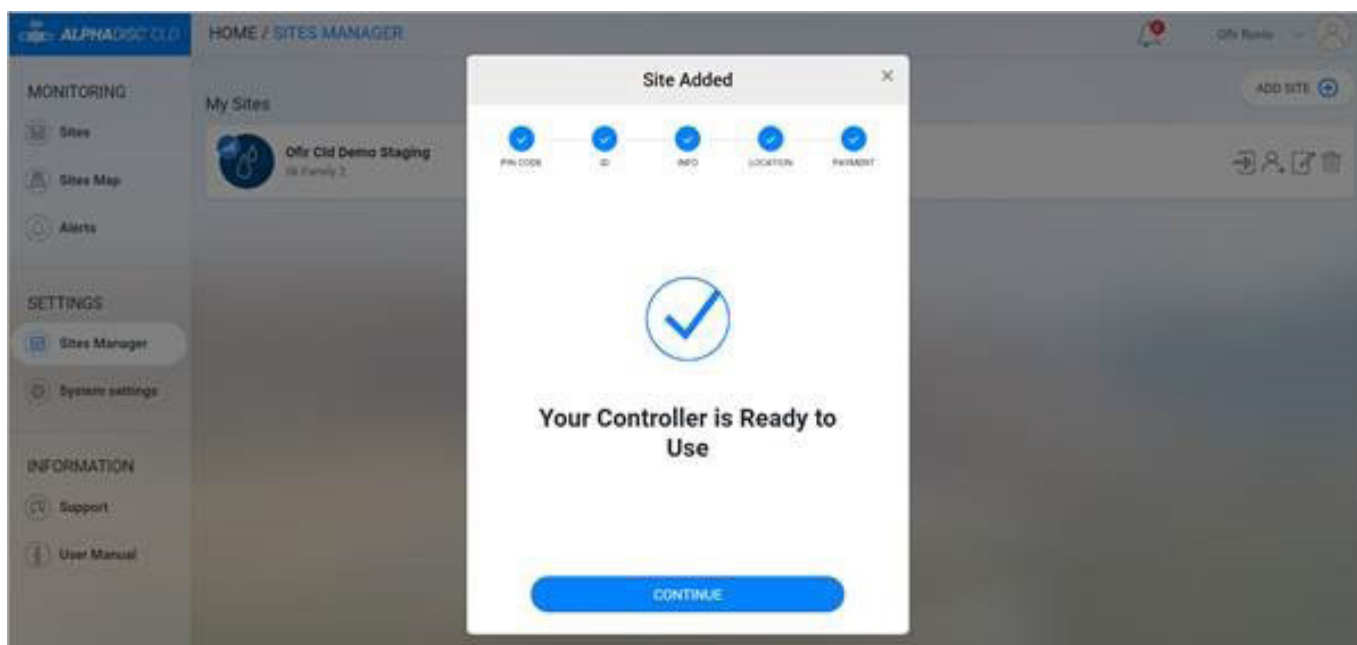 ALPHADISC CLD
HOME / SITES MANAGER
Site Added
ADD SITE
MONITORING
My Sites
Sites
Sites Map
Alerts
Ofir Cld Demo Staging
PIN CODE
ID
INFO
LOCATION
PAYMENT
SETTINGS
Sites Manager
System settings
Your Controller is Ready to
Use
INFORMATION
Support
User Manual
CONTINUE